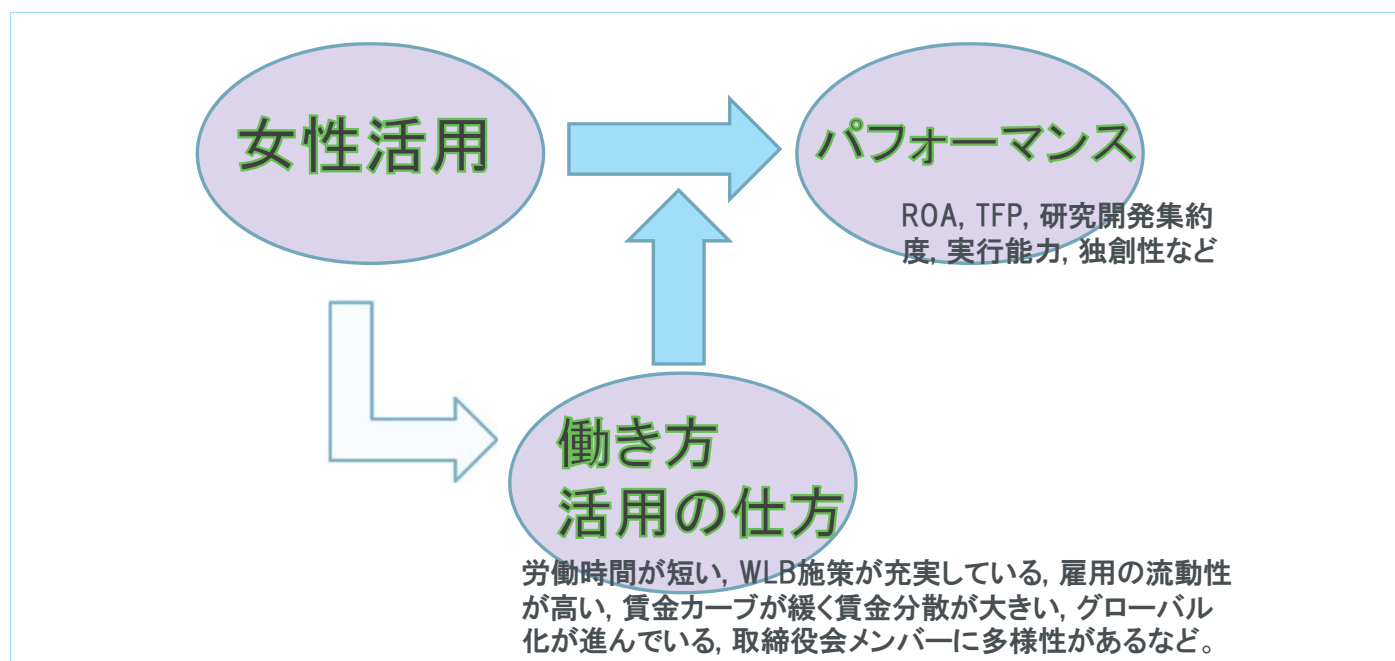 女性活用
パフォーマンス
ROA, TFP, 研究開発集約
度, 実行能力, 独創性など
働き方
活用の仕方
労働時間が短い, WLB施策が充実している, 雇用の流動性
が高い, 賃金カーブが緩く賃金分散が大きい, グローバル
化が進んでいる, 取締役会メンバーに多様性があるなど。